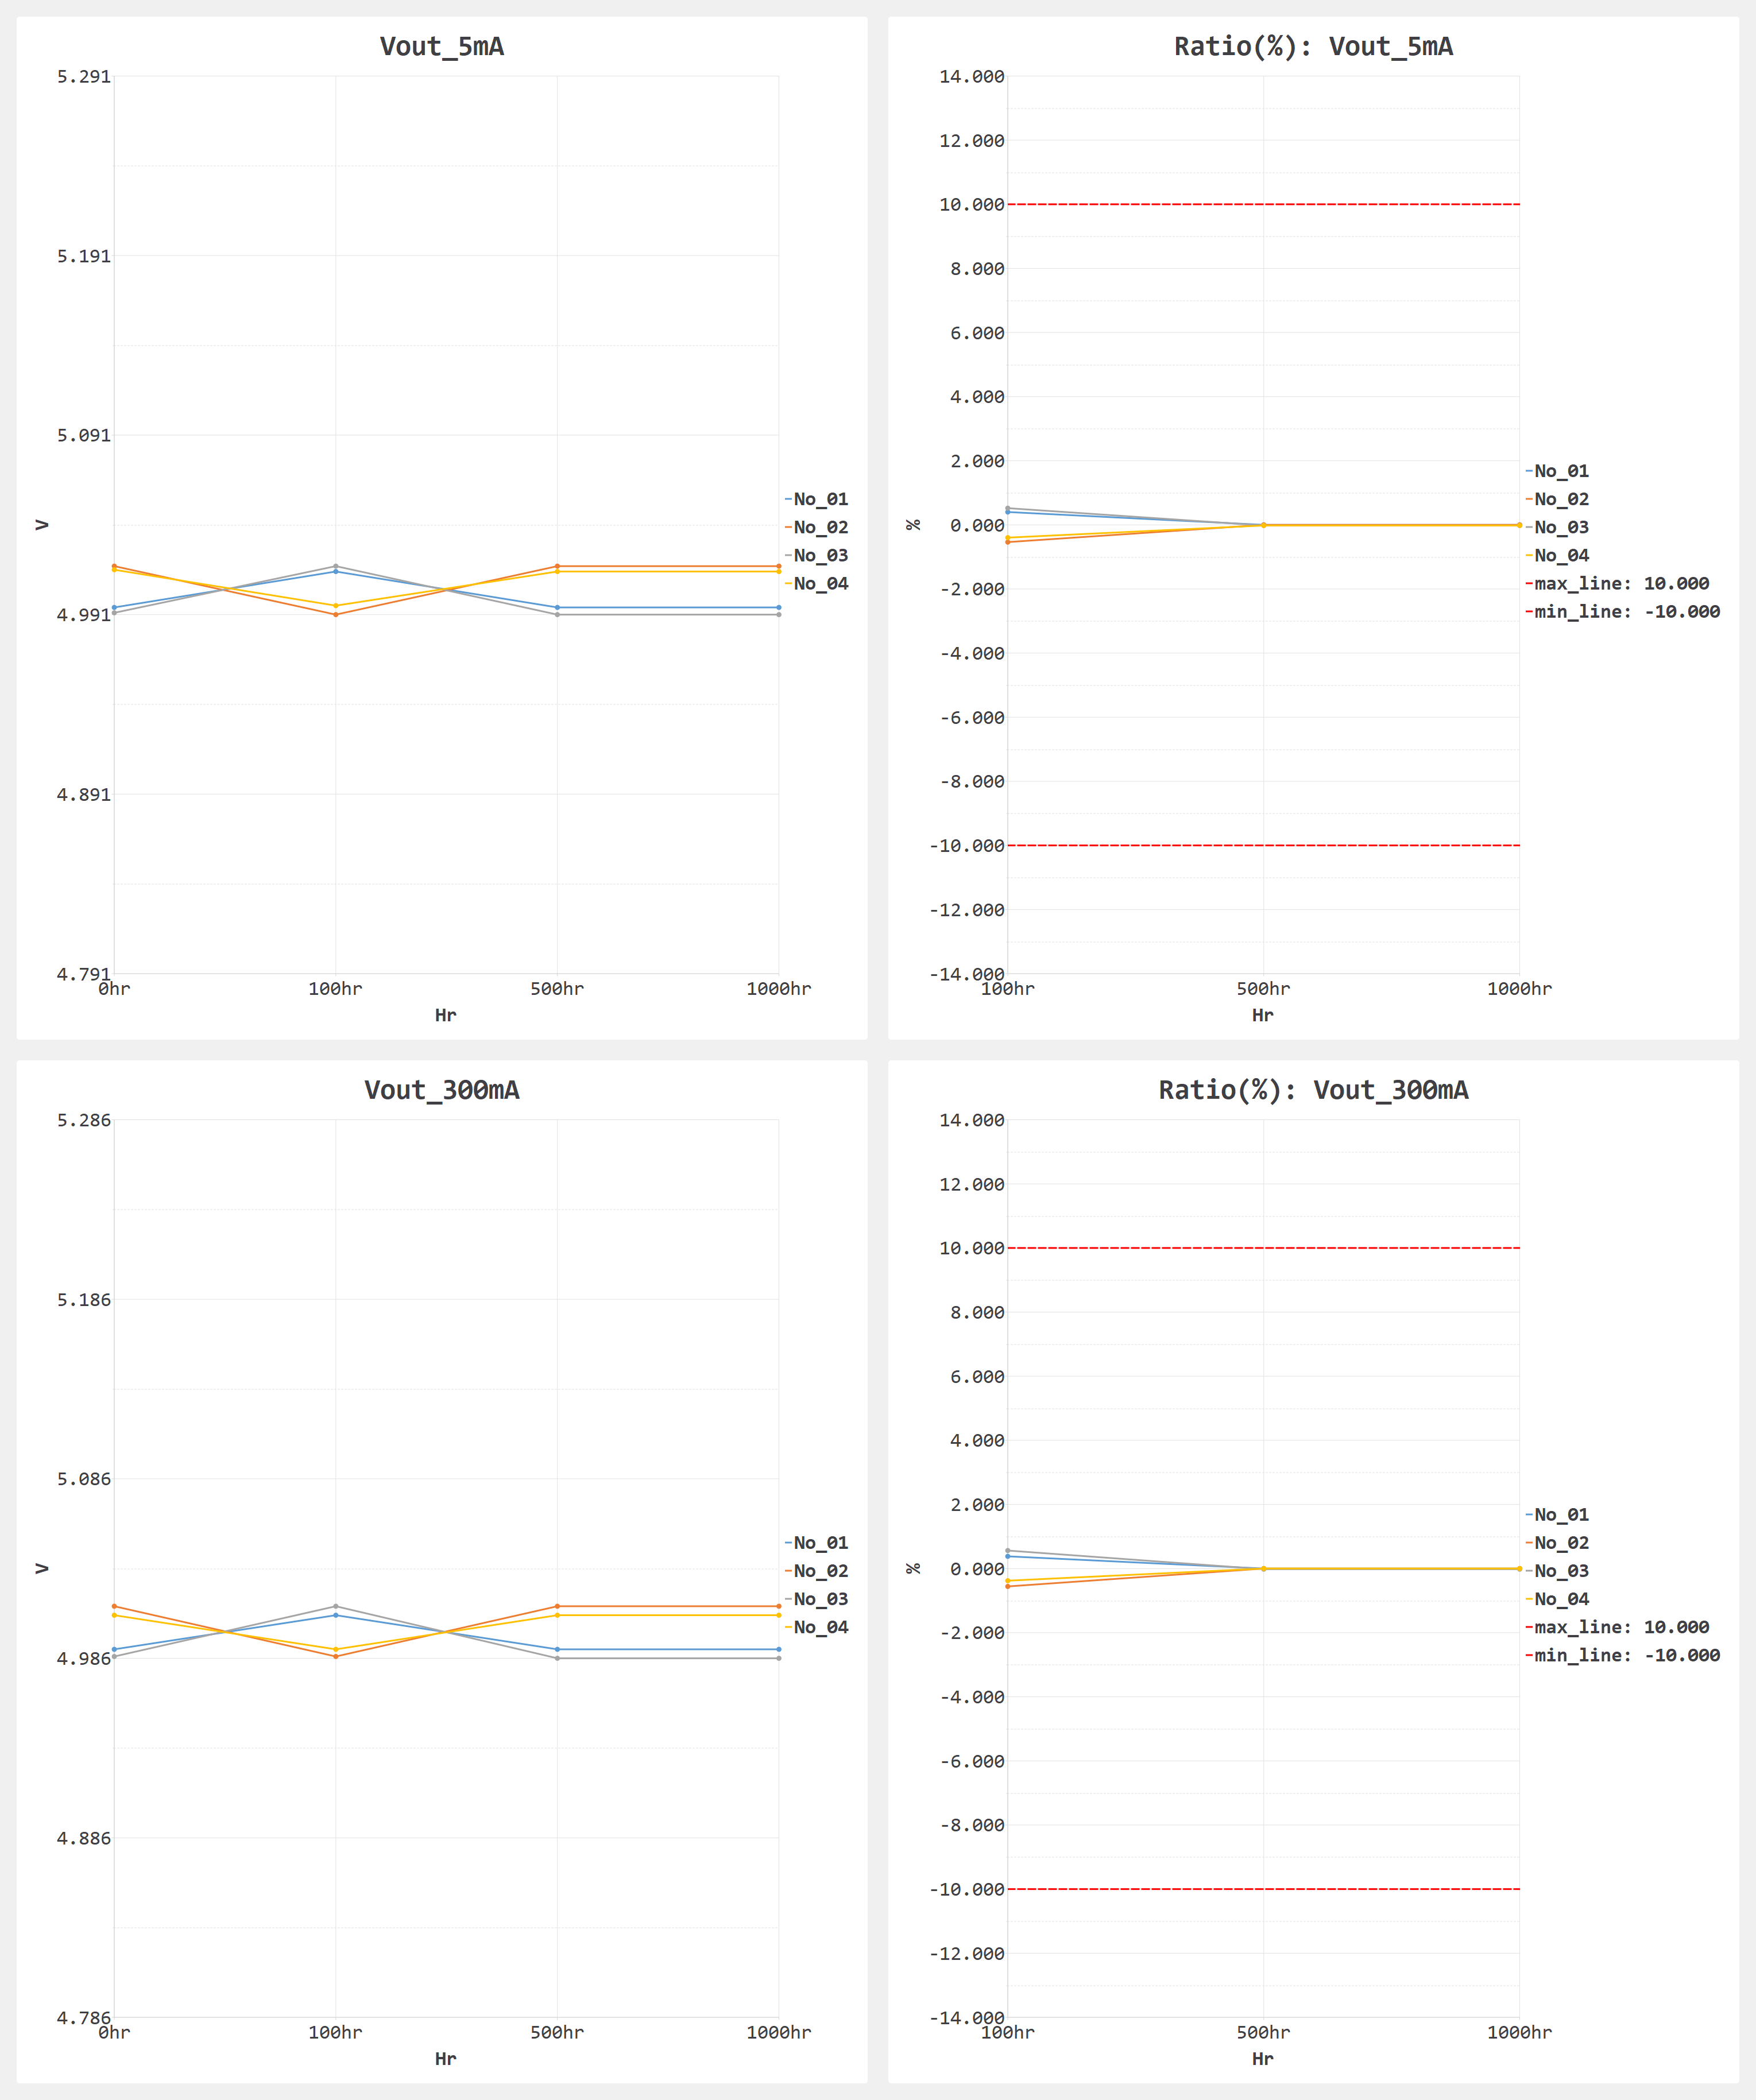 Vout_5mA
5.291
5.191
5.091
4.991
4.891
4.791
V
0hr 100hr 500hr 1000hr
Hr
No_01
No_02
No_03
No_04
Ratio(%): Vout_5mA
14.000
12.000
10.000
8.000
6.000
4.000
2.000
0.000
-2.000
-4.000
-6.000
-8.000
-10.000
-12.000
-14.000
%
100hr 500hr 1000hr
Hr
No_01
No_02
No_03
No_04
max_line: 10.000
min_line: -10.000
Vout_300mA
5.286
5.186
5.086
4.986
4.886
4.786
V
0hr 100hr 500hr 1000hr
Hr
No_01
No_02
No_03
No_04
Ratio(%): Vout_300mA
14.000
12.000
10.000
8.000
6.000
4.000
2.000
0.000
-2.000
-4.000
-6.000
-8.000
-10.000
-12.000
-14.000
%
100hr 500hr 1000hr
Hr
No_01
No_02
No_03
No_04
max_line: 10.000
min_line: -10.000